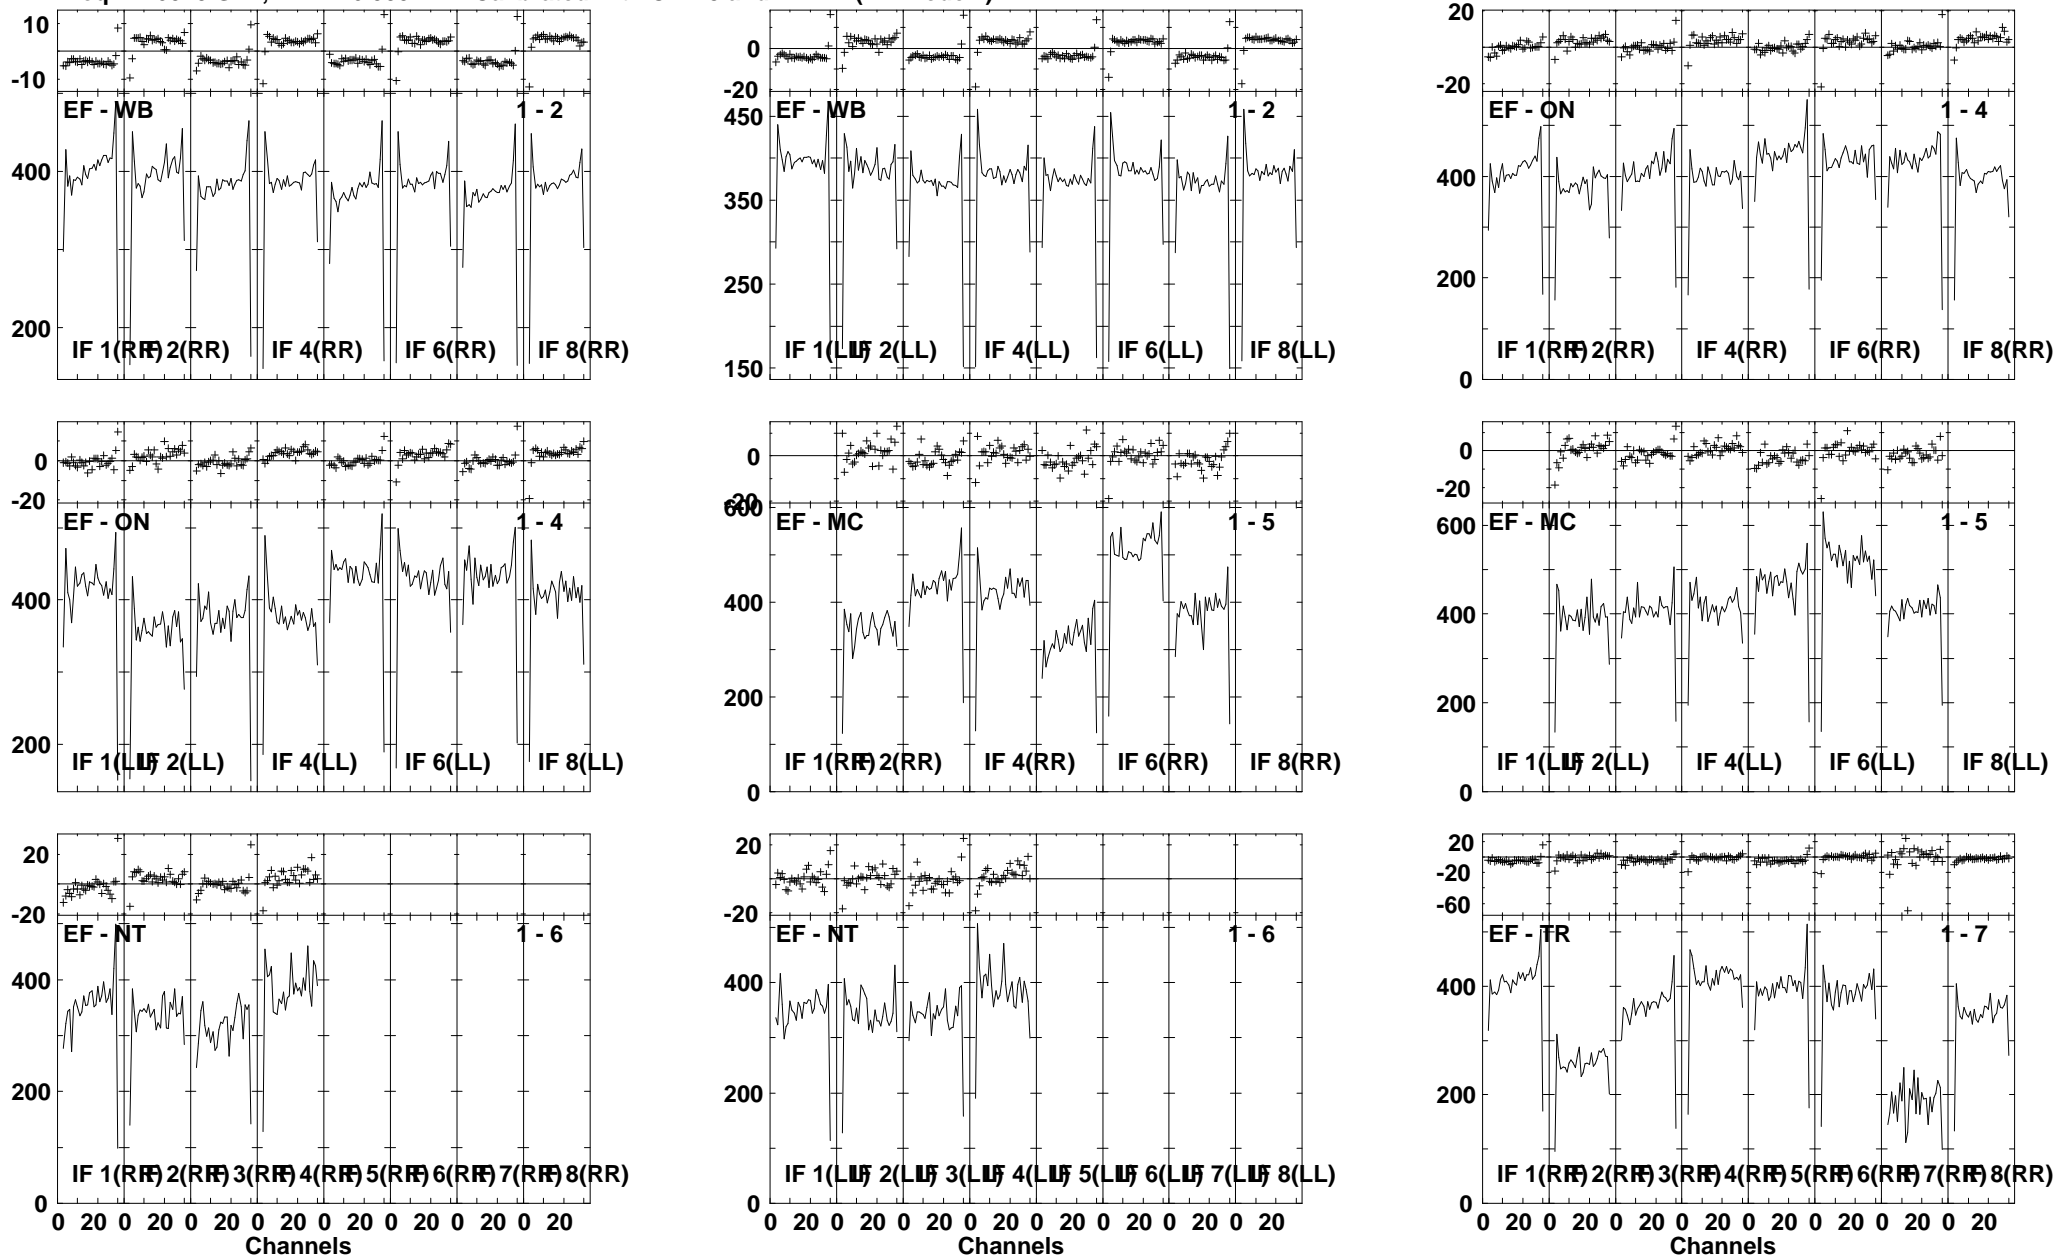 10
-10
EF - WB 1 - 2
400
200
IF 1(RR) IF 2(RR) IF 4(RR) IF 6(RR) IF 8(RR)
0
-20
EF - WB 1 - 2
450
350
250
150
IF 1(LL) IF 2(LL) IF 4(LL) IF 6(LL) IF 8(LL)
20
0
-20
EF - ON 1 - 4
400
200
0
IF 1(RR) IF 2(RR) IF 4(RR) IF 6(RR) IF 8(RR)
0
-20
EF - ON 1 - 4
400
200
IF 1(LL) IF 2(LL) IF 4(LL) IF 6(LL) IF 8(LL)
0
-20
600
EF - MC 1 - 5
400
200
0
IF 1(RR) IF 2(RR) IF 4(RR) IF 6(RR) IF 8(RR)
0
-20
EF - MC 1 - 5
600
400
200
0
IF 1(LL) IF 2(LL) IF 4(LL) IF 6(LL) IF 8(LL)
20
0
-20
EF - NT 1 - 6
400
200
0
IF 1(RR) IF 2(RR) IF 3(RR) IF 4(RR) IF 5(RR) IF 6(RR) IF 7(RR) IF 8(RR)
0 20 0 20 0 20 0 20 0 20 0 20 0 20 0 20
Channels
20
0
-20
EF - NT 1 - 6
400
200
0
IF 1(LL) IF 2(LL) IF 3(LL) IF 4(LL) IF 5(LL) IF 6(LL) IF 7(LL) IF 8(LL)
0 20 0 20 0 20 0 20 0 20 0 20 0 20 0 20
Channels
20
-20
-60
EF - TR 1 - 7
400
200
0
IF 1(RR) IF 2(RR) IF 3(RR) IF 4(RR) IF 5(RR) IF 6(RR) IF 7(RR) IF 8(RR)
0 20 0 20 0 20 0 20 0 20 0 20 0 20 0 20
Channels